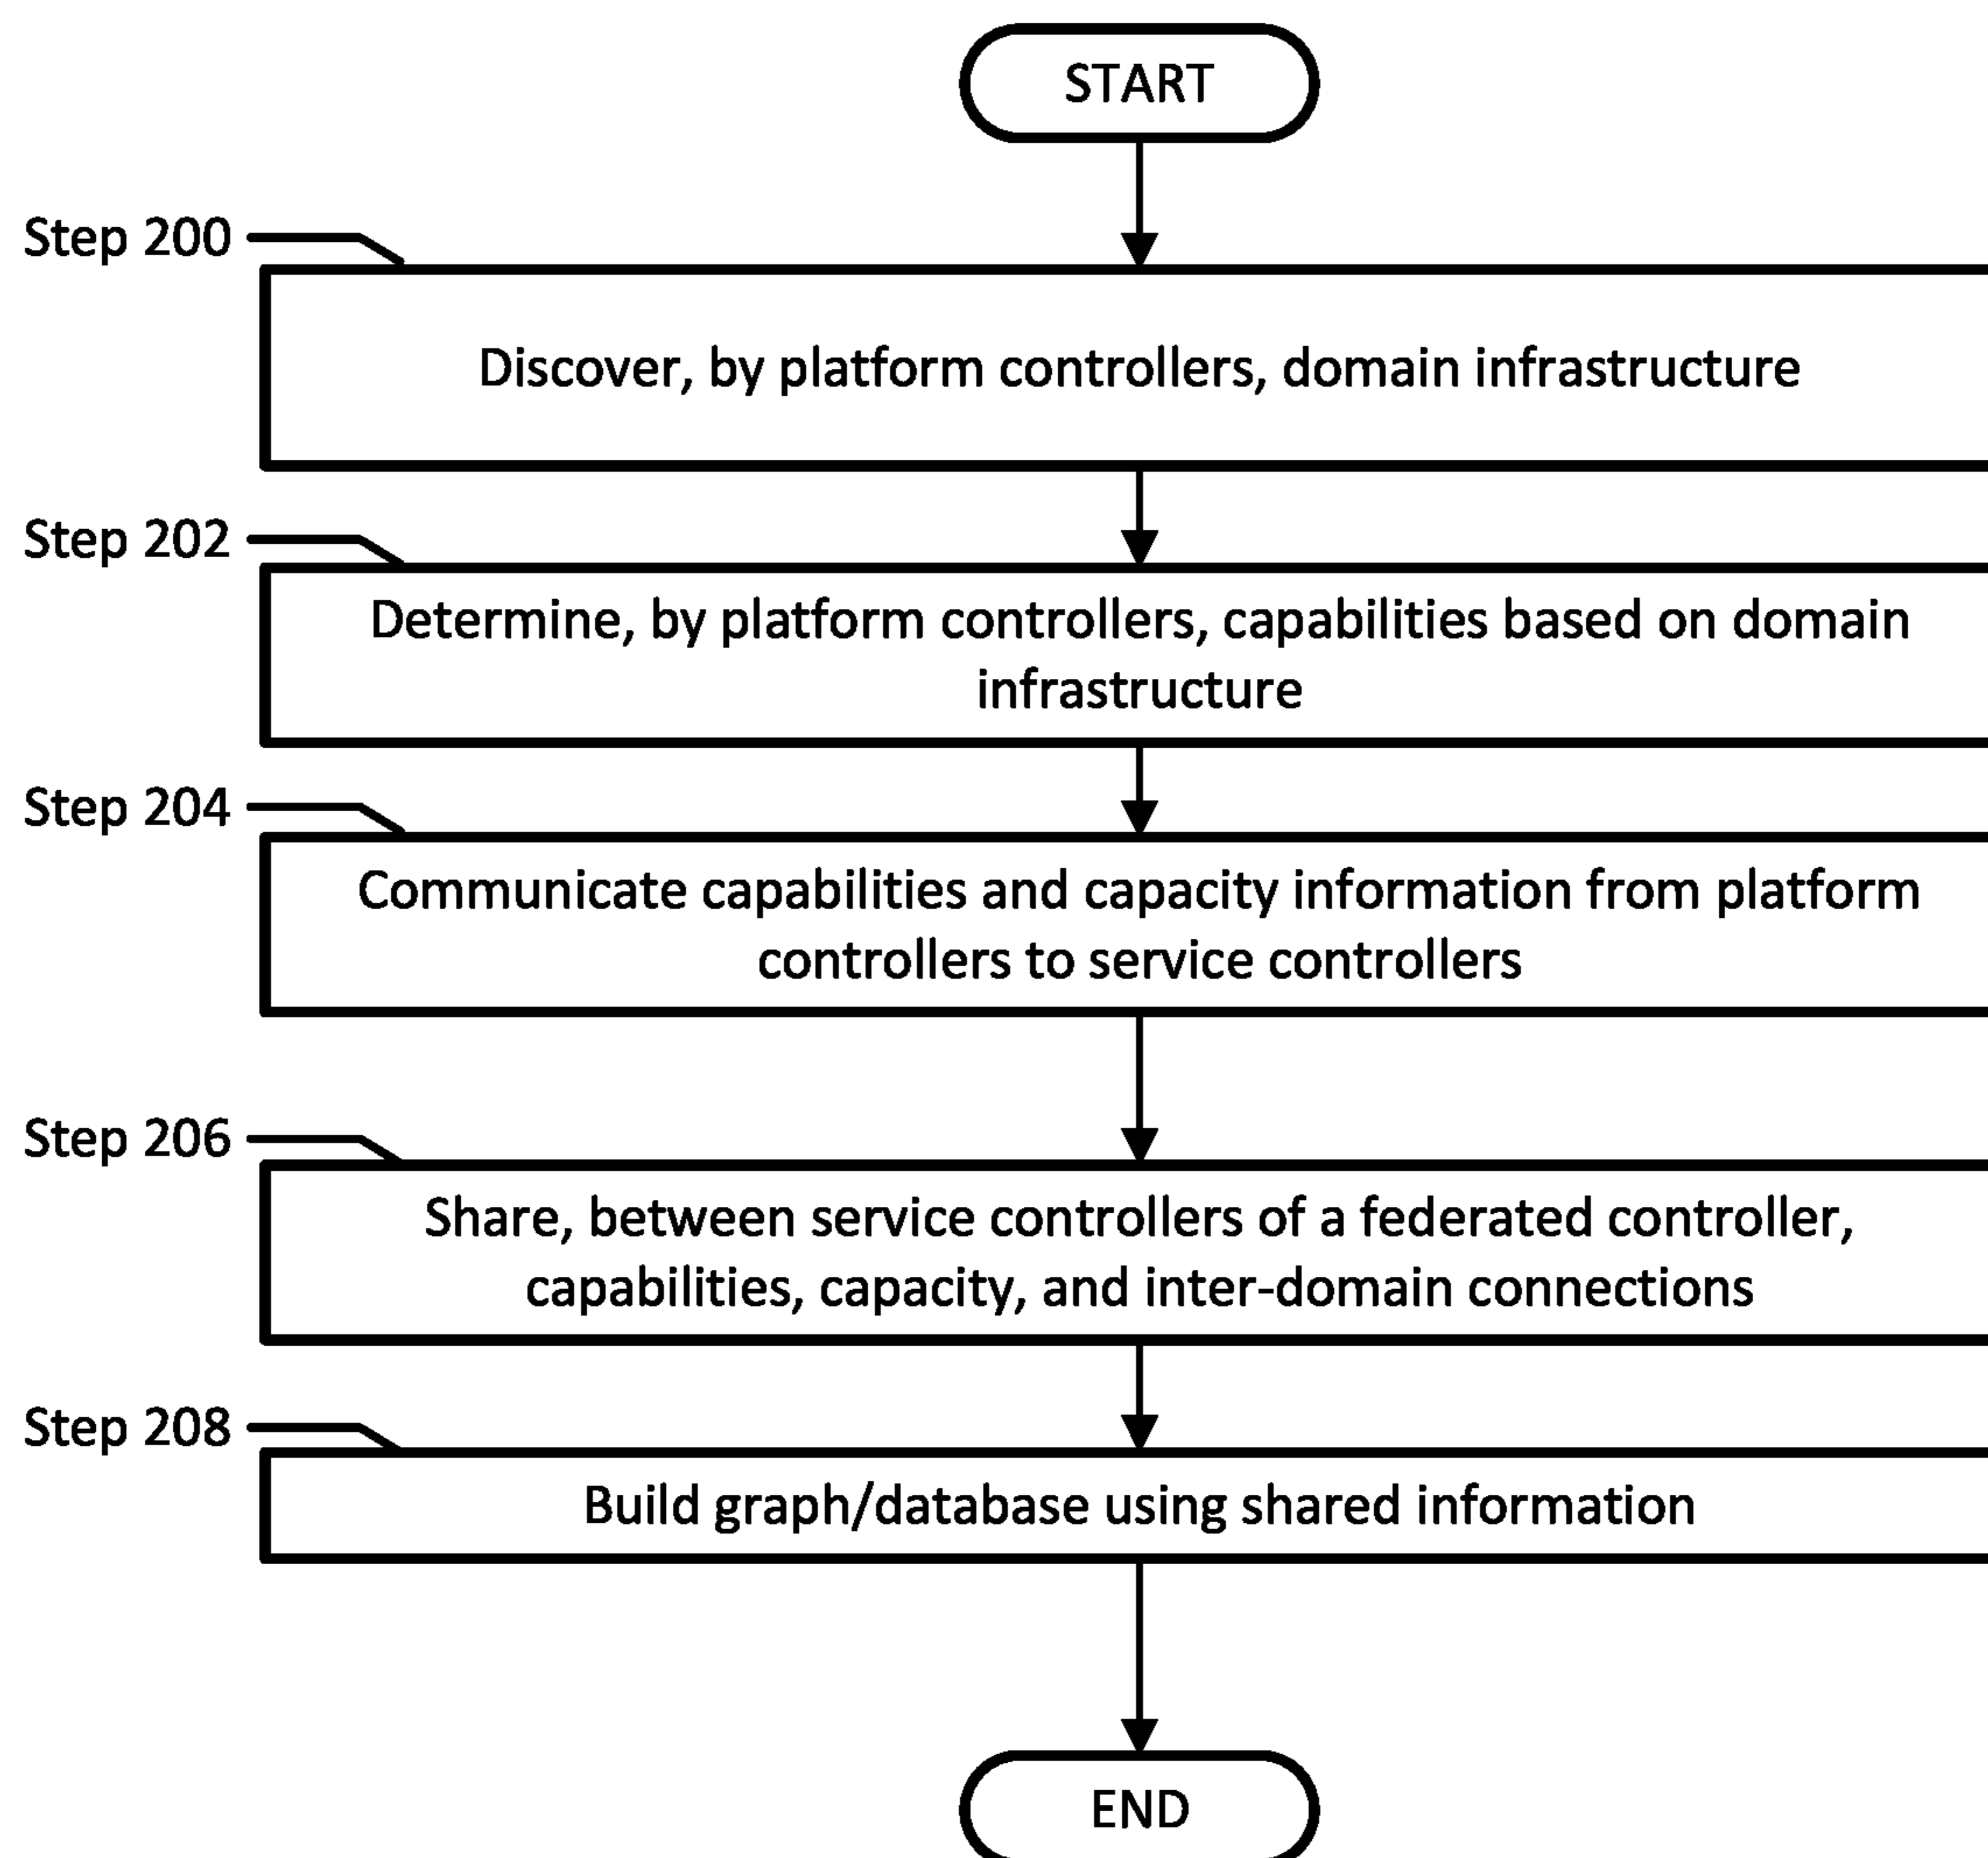 START
Step 200
Discover, by platform controllers, domain infrastructure
Step 202
Determine, by platform controllers, capabilities based on domain
infrastructure
Step 204
Communicate capabilities and capacity information from platform
controllers to service controllers
Step 206
Share, between service controllers of a federated controller,
capabilities, capacity, and inter-domain connections
Step 208
Build graph/database using shared information
END